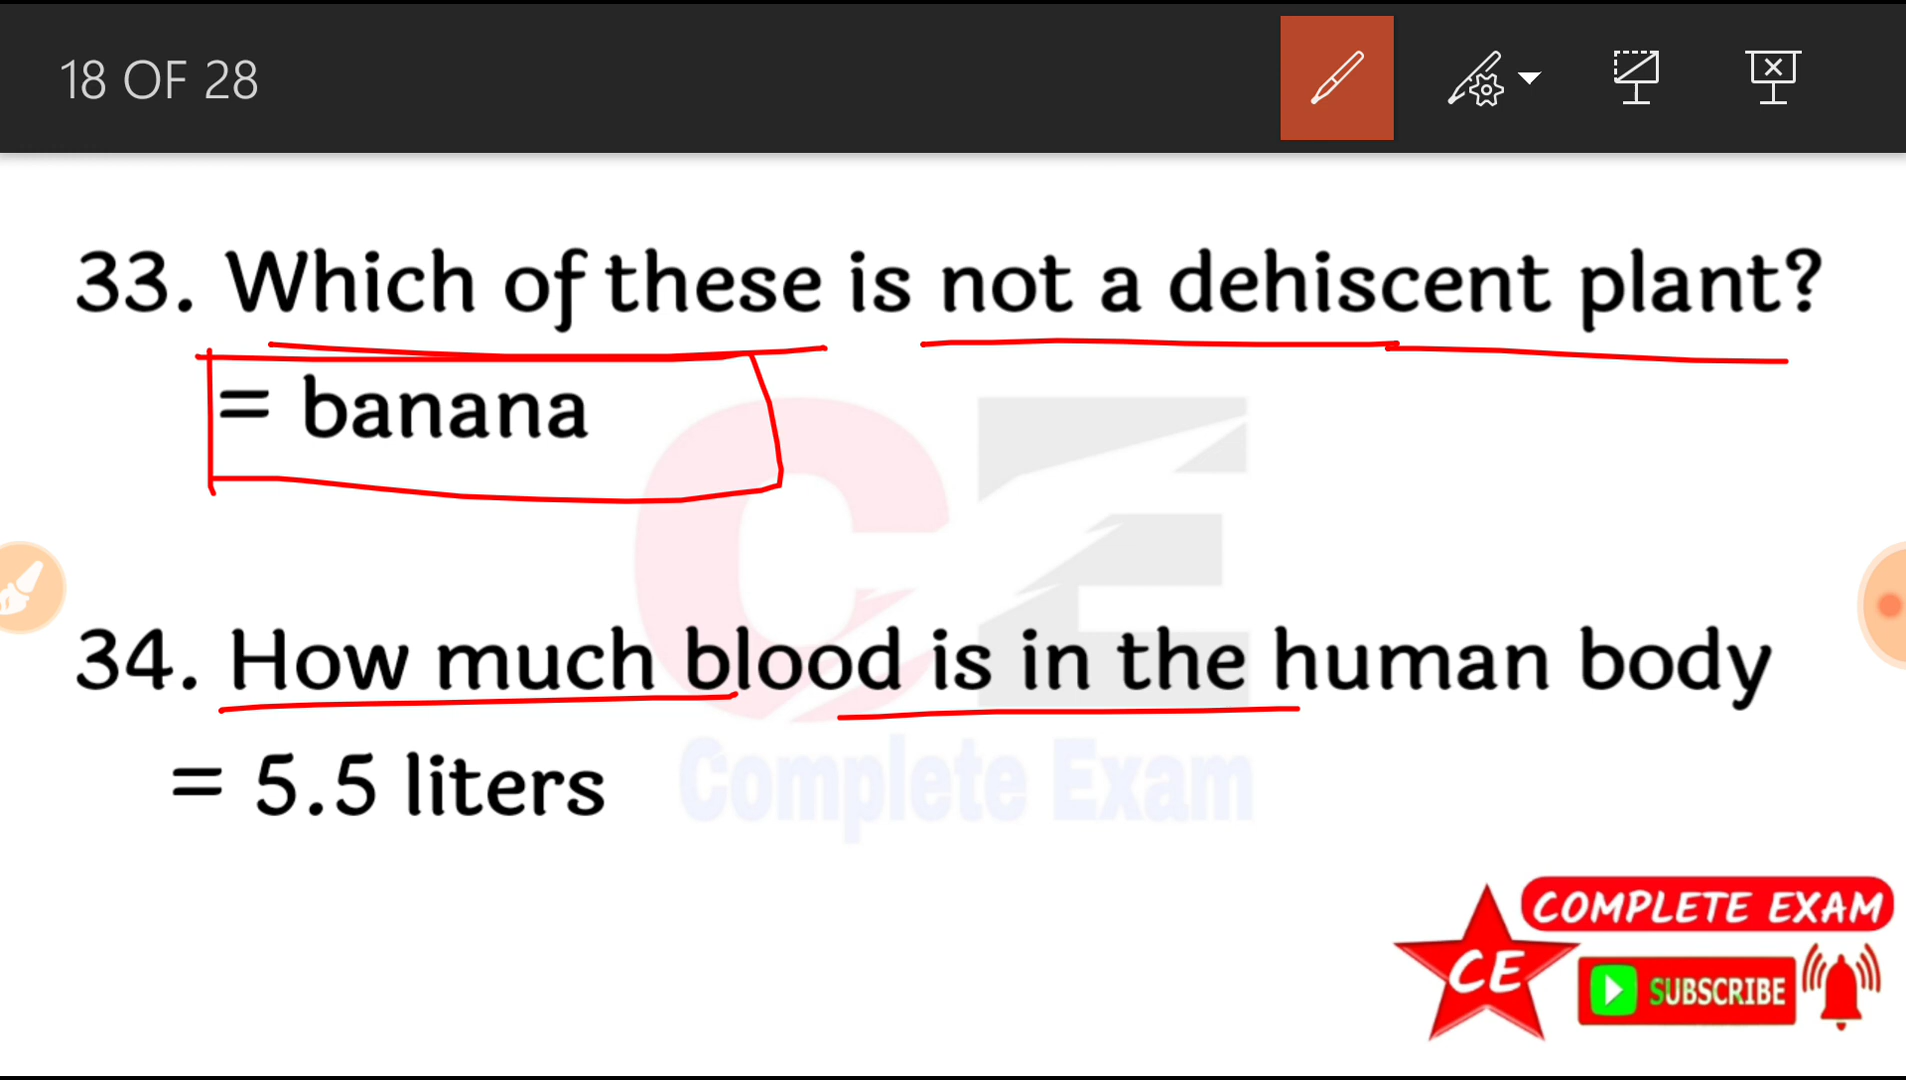 18 OF 28
33. Which of these is not a dehiscent plant?
= banana
34. How much blood is in the human body
= 5.5 liters
CE
Complete Exam
COMPLETE EXAM
CE
SUBSCRIBE